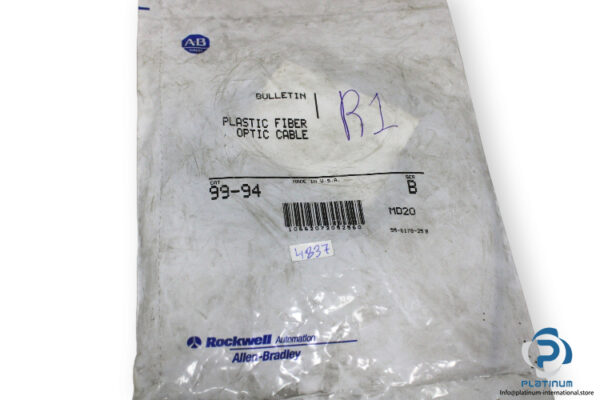 AB
BULLETIN
R1
PLASTIC FIBER
OPTIC CABLE
CAT
MADE IN U.S.A.
SER
99-94
B
MD20
4837
Rockwell Automation
Allen-Bradley
PLATINUM
info@platinum-international.store